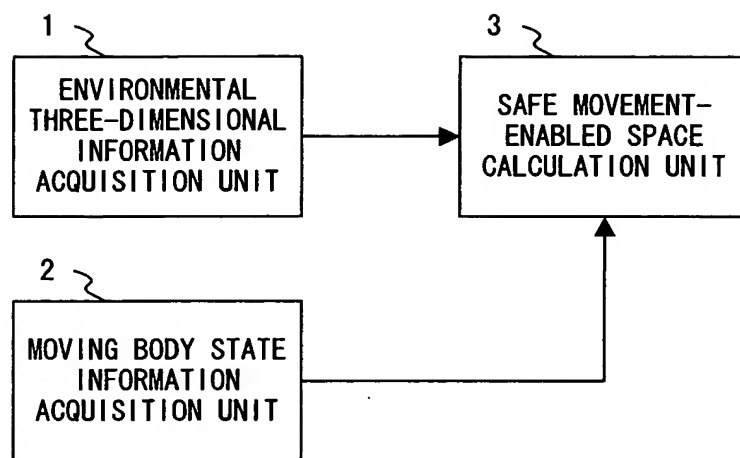 1
ENVIRONMENTAL
THREE-DIMENSIONAL
INFORMATION
ACQUISITION UNIT
3
SAFE MOVEMENT-
ENABLED SPACE
CALCULATION UNIT
2
MOVING BODY STATE
INFORMATION
ACQUISITION UNIT